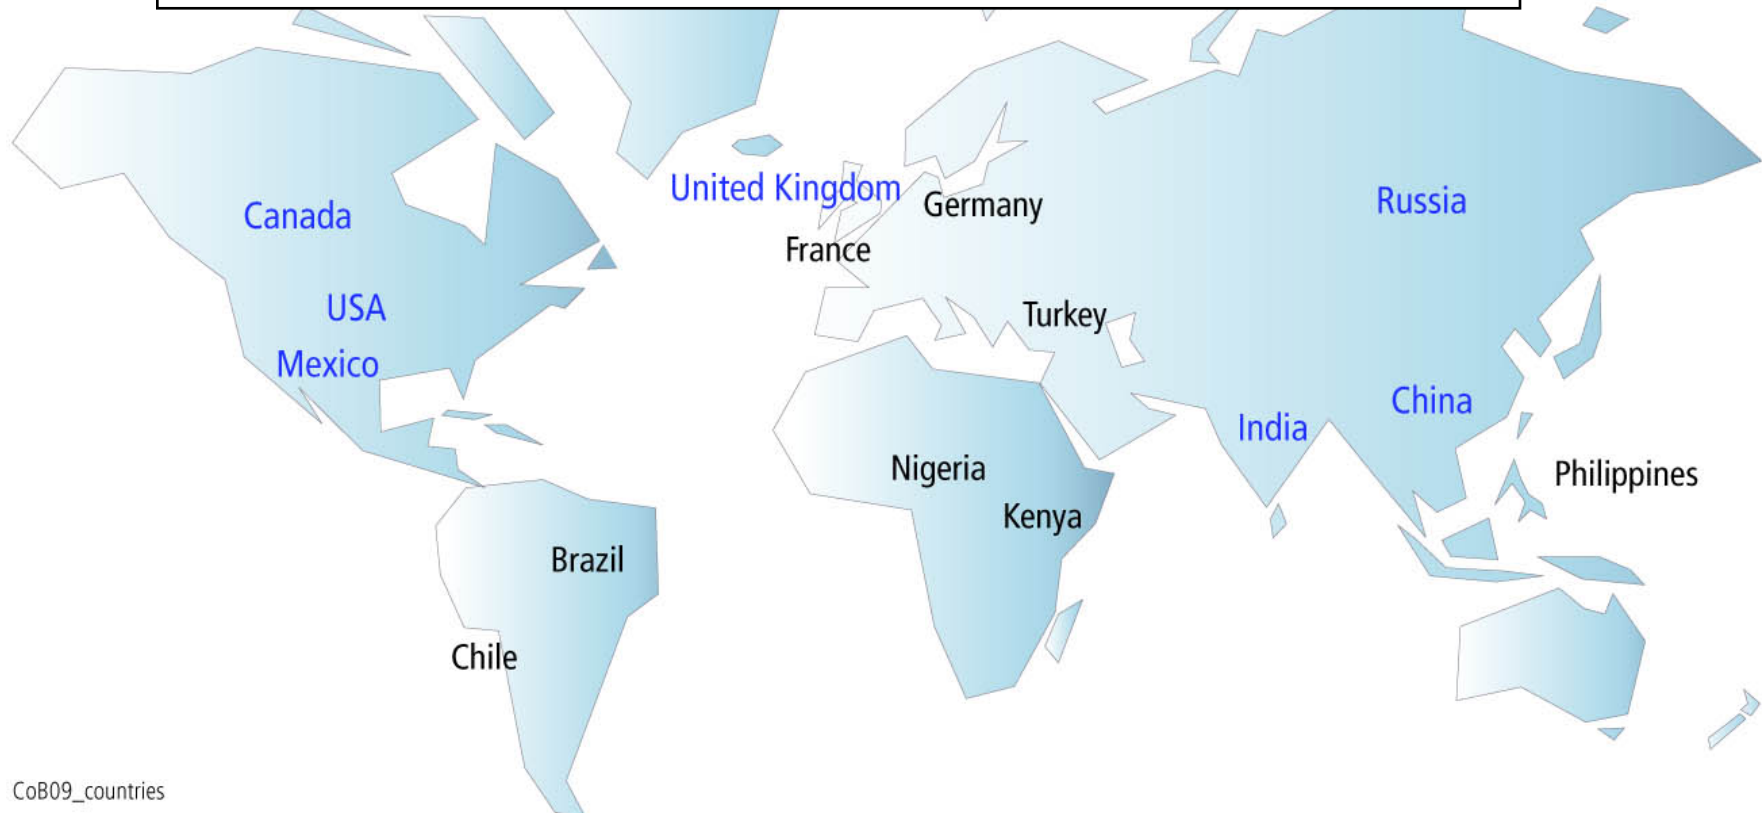 United Kingdom
Germany
Russia
Canada
France
USA
Turkey
Mexico
China
India
Nigeria
Philippines
Kenya
Brazil
Chile
CoB09_countries